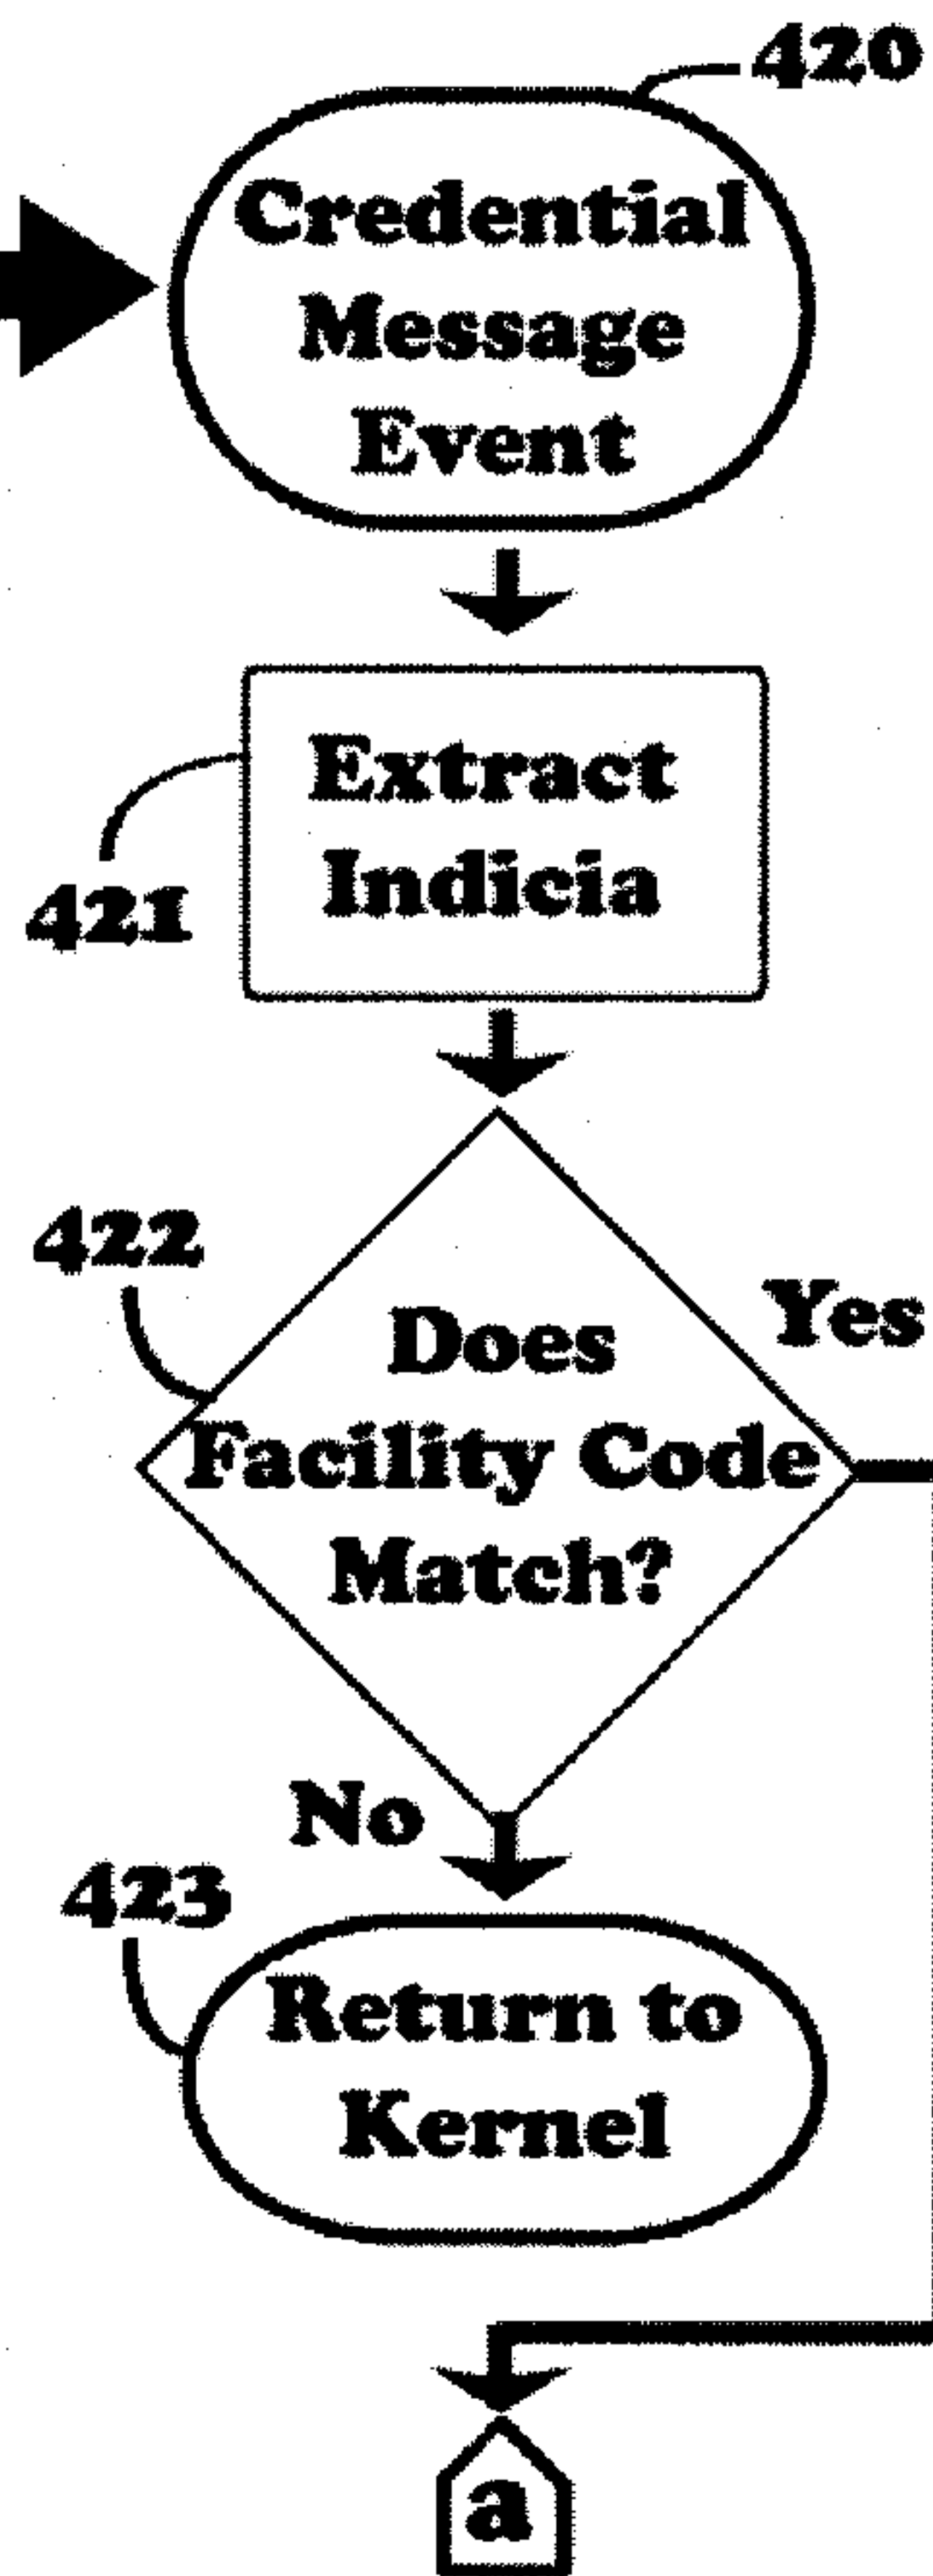 420
Credential
Message
Event
Extract
Indicia
421
422
Does
Yes
Facility Code
Match?
No
423
Return to
Kernel
a